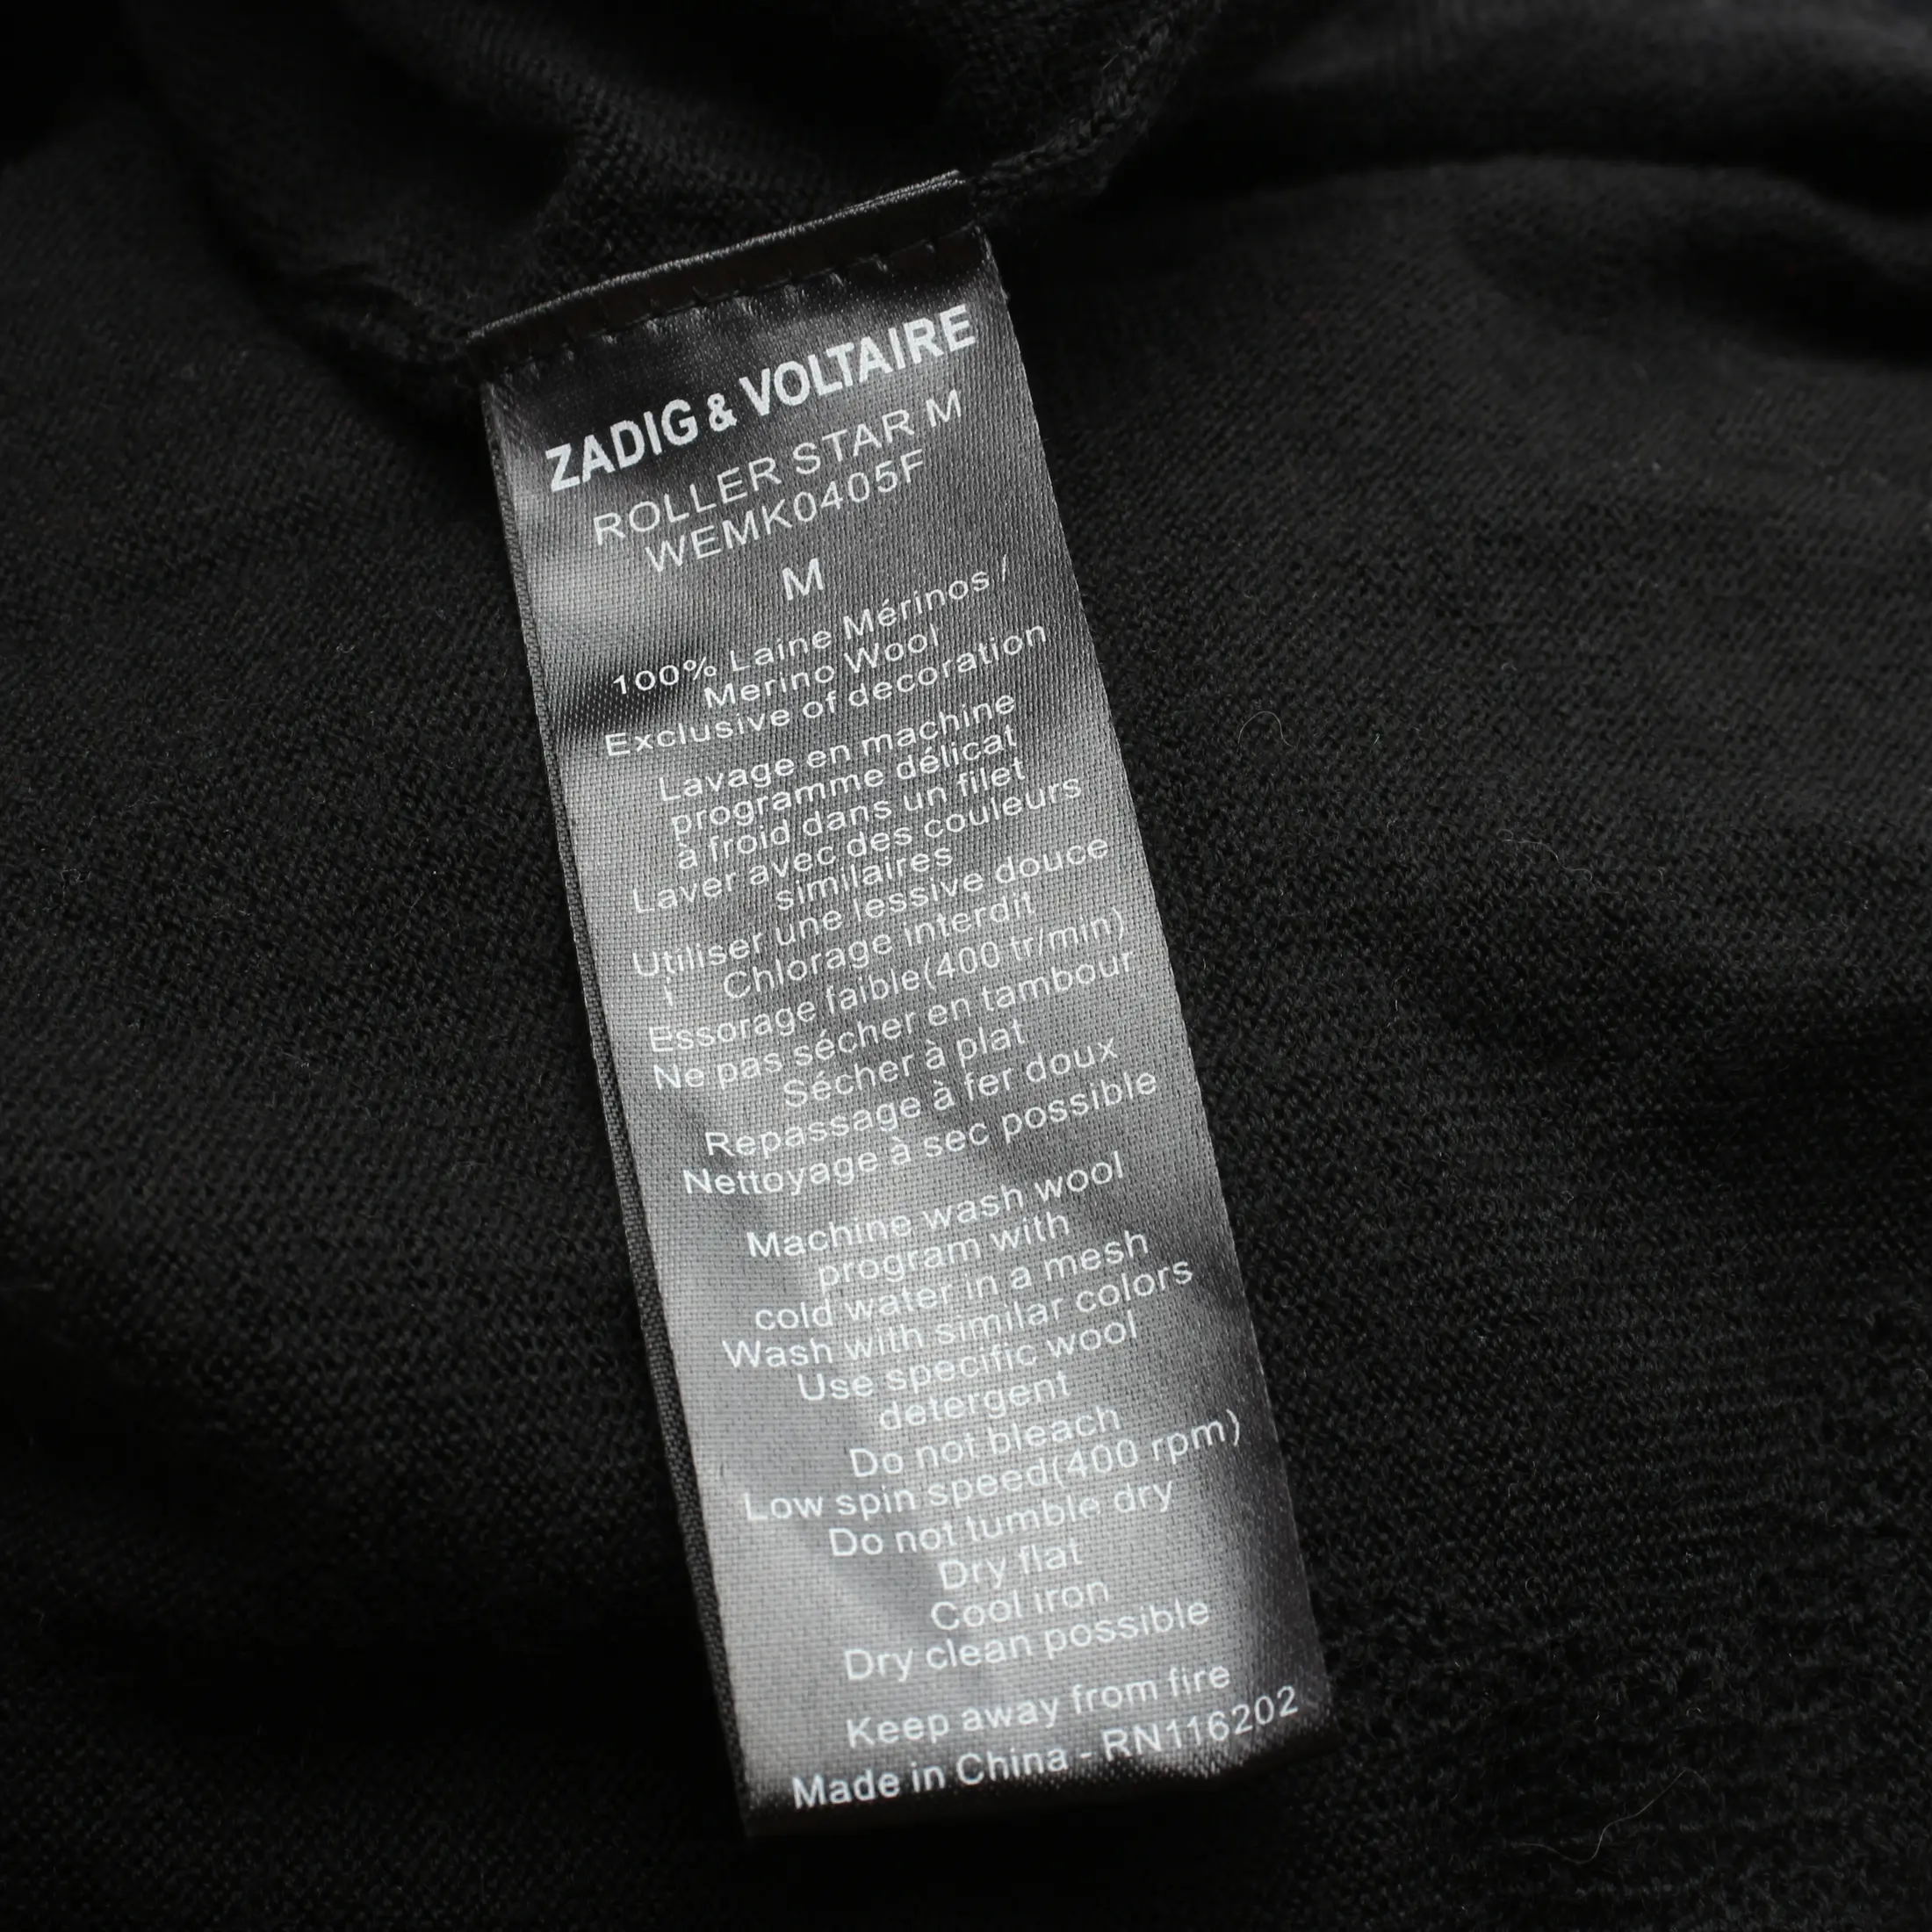 ZADIG & VOLTAIRE
ROLLER STAR M
WEMK0405F
M
100% Laine Mérinos /
Merino Wool
Exclusive of decoration
Lavage en machine
programme délicat
à froid dans un filet
Laver avec des couleurs
similaires
Utiliser une lessive douce
Chlorage interdit
Essorage faible(400 tr/min)
Ne pas sécher en tambour
Sécher à plat
Repassage à fer doux
Nettoyage à sec possible
Machine wash wool
program with
cold water in a mesh
Wash with similar colors
Use specific wool
detergent
Do not bleach
Low spin speed(400 rpm)
Do not tumble dry
Dry flat
Cool iron
Dry clean possible
Keep away from fire
Made in China - RN116202